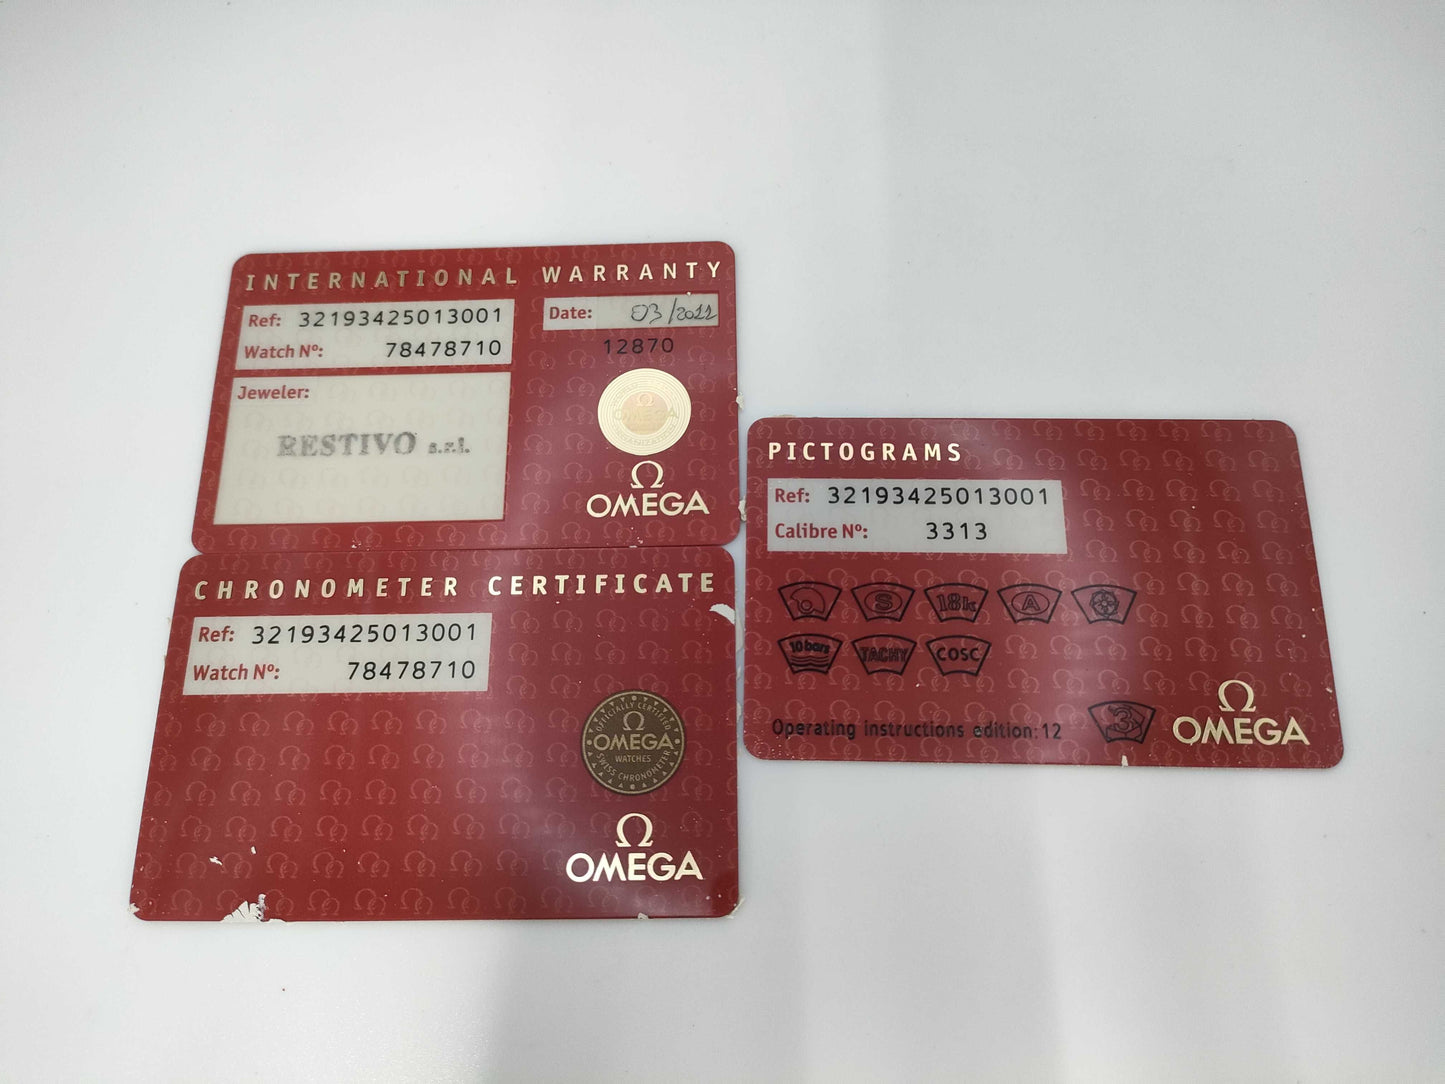 INTERNATIONAL WARRANTY
Ref: 32193425013001
Watch Nº: 78478710
Date: 03/2011
12870
Jeweler:
RESTIVO s.r.l.
OMEGA
Ω
OMEGA
CHRONOMETER CERTIFICATE
Ref: 32193425013001
Watch Nº: 78478710
OFFICIALLY CERTIFIED
Ω
OMEGA
WATCHES
SWISS CHRONOMETER
Ω
OMEGA
PICTOGRAMS
Ref: 32193425013001
Calibre Nº: 3313
S 18k A
10 bars TACHY COSC
Operating instructions edition: 12
3
Ω
OMEGA